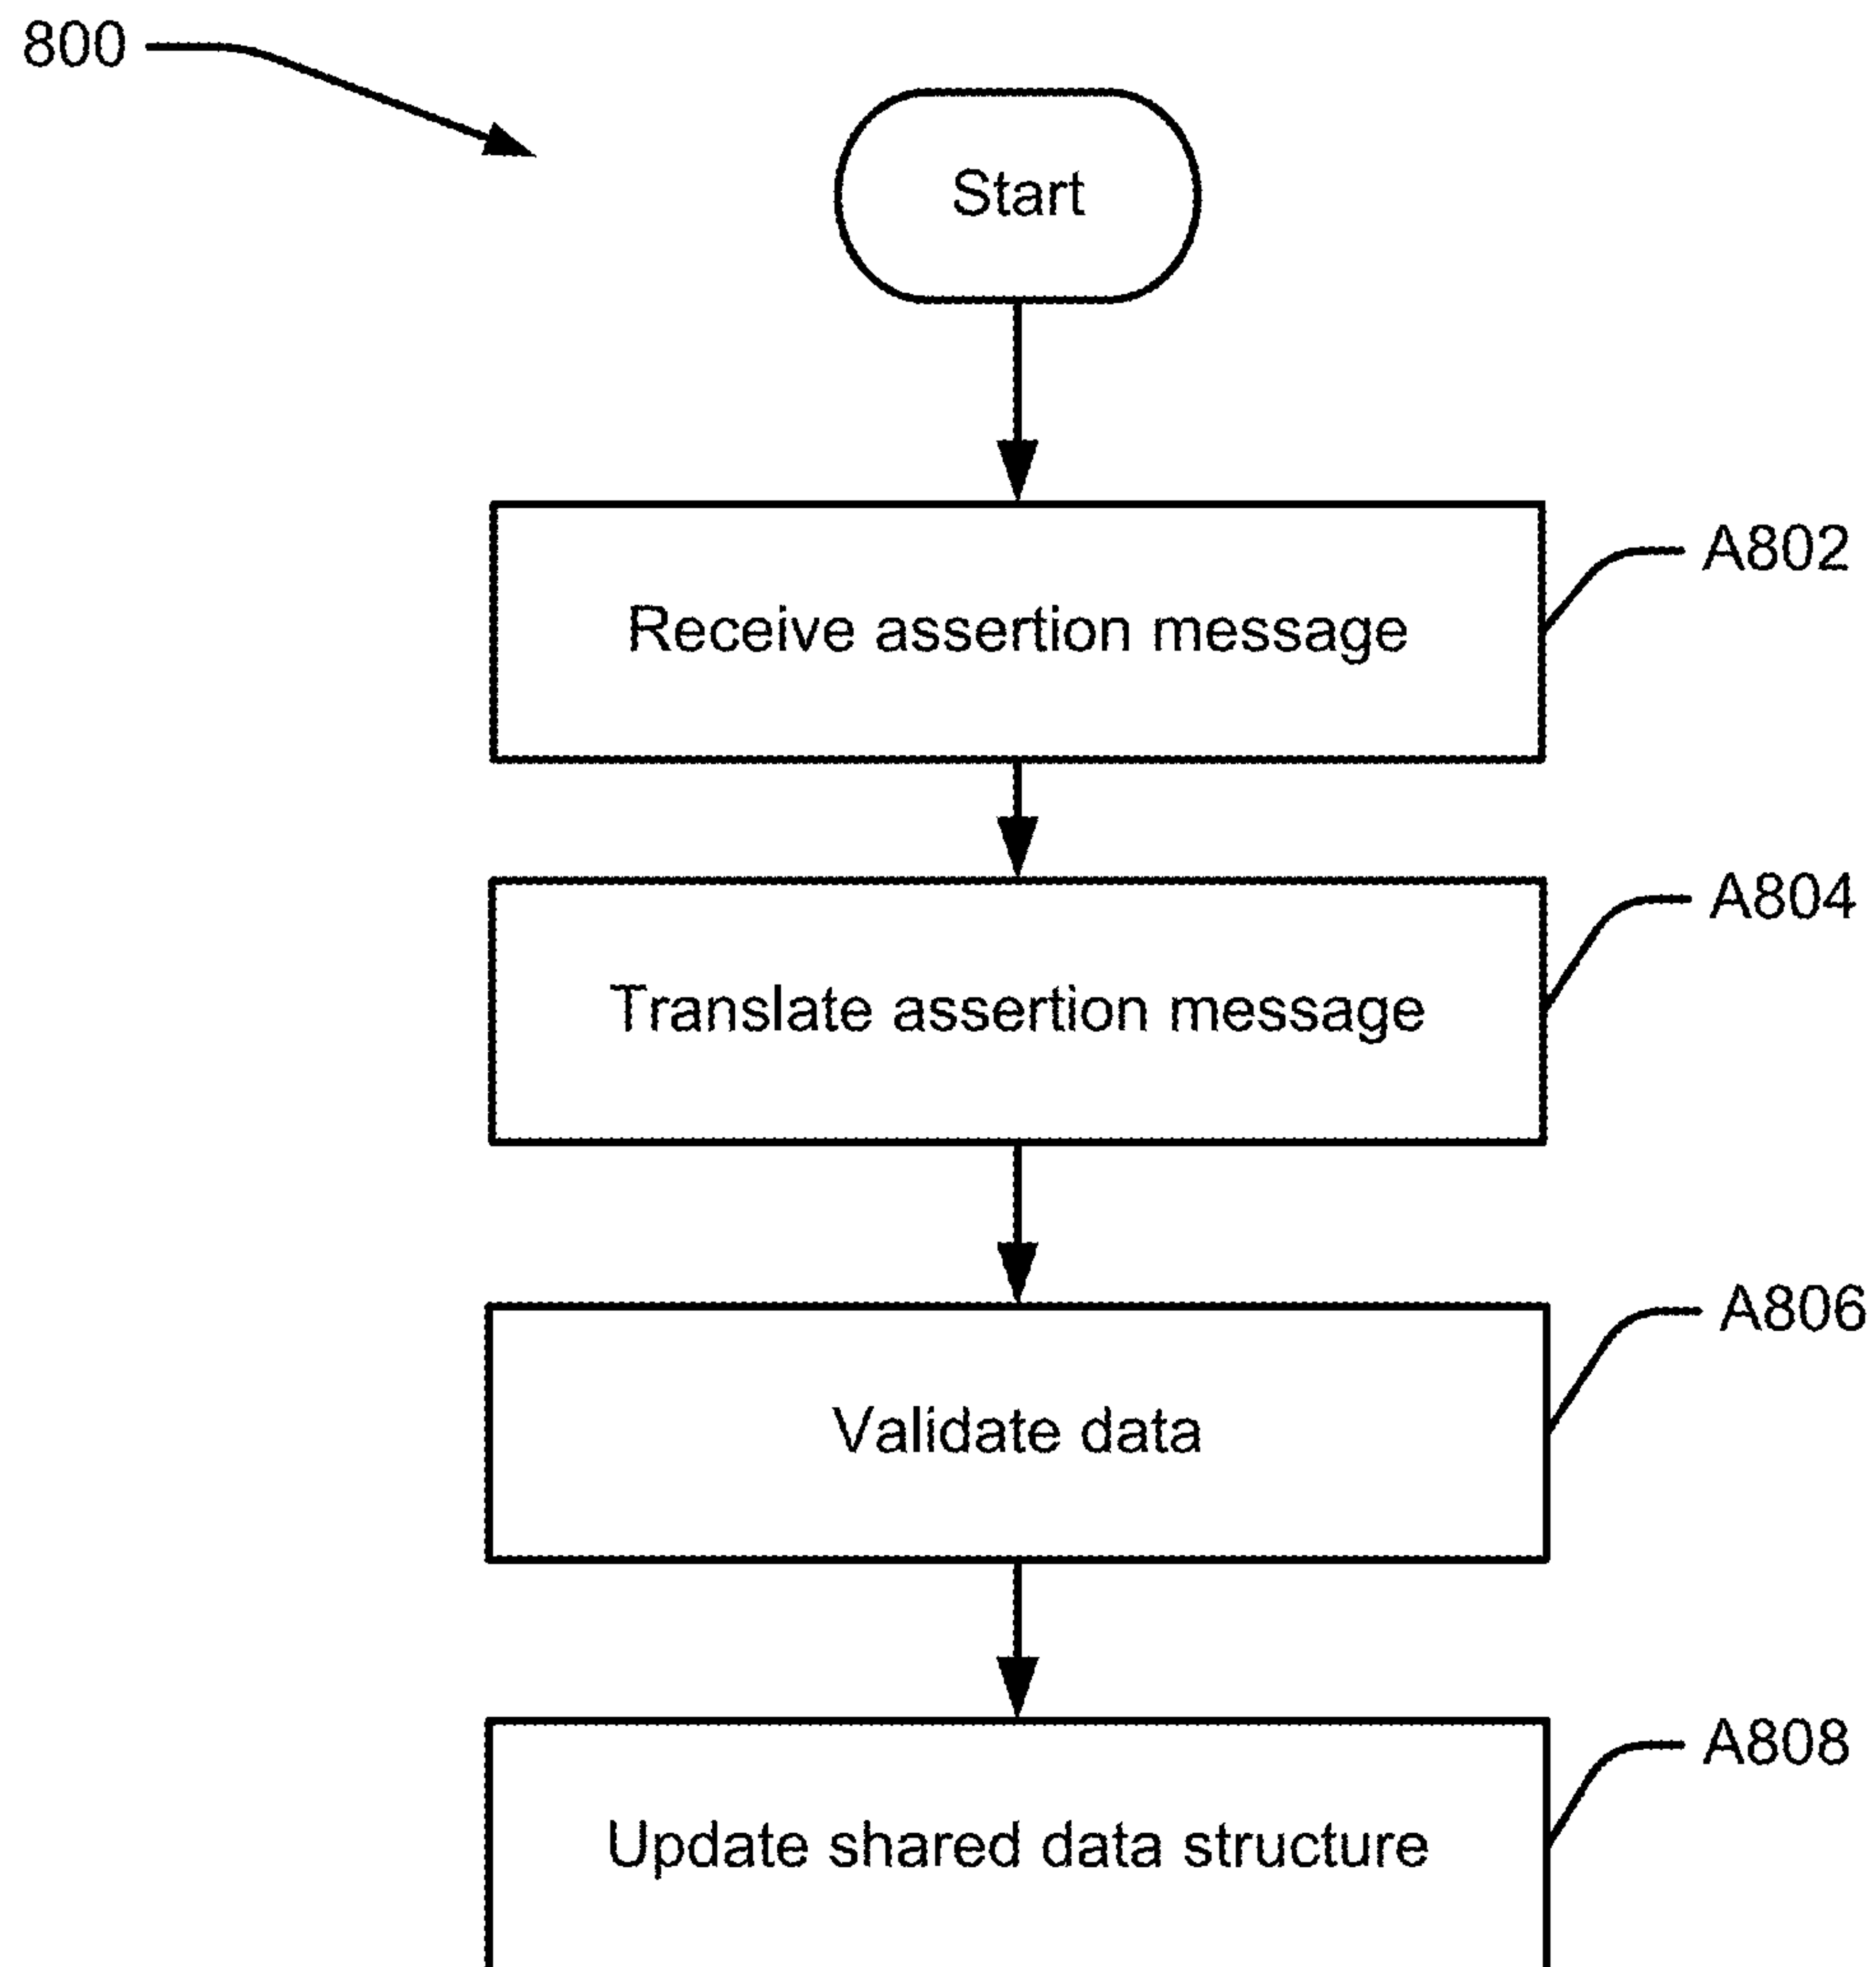 800
Start
Receive assertion message
A802
Translate assertion message
A804
Validate data
A806
Update shared data structure
A808